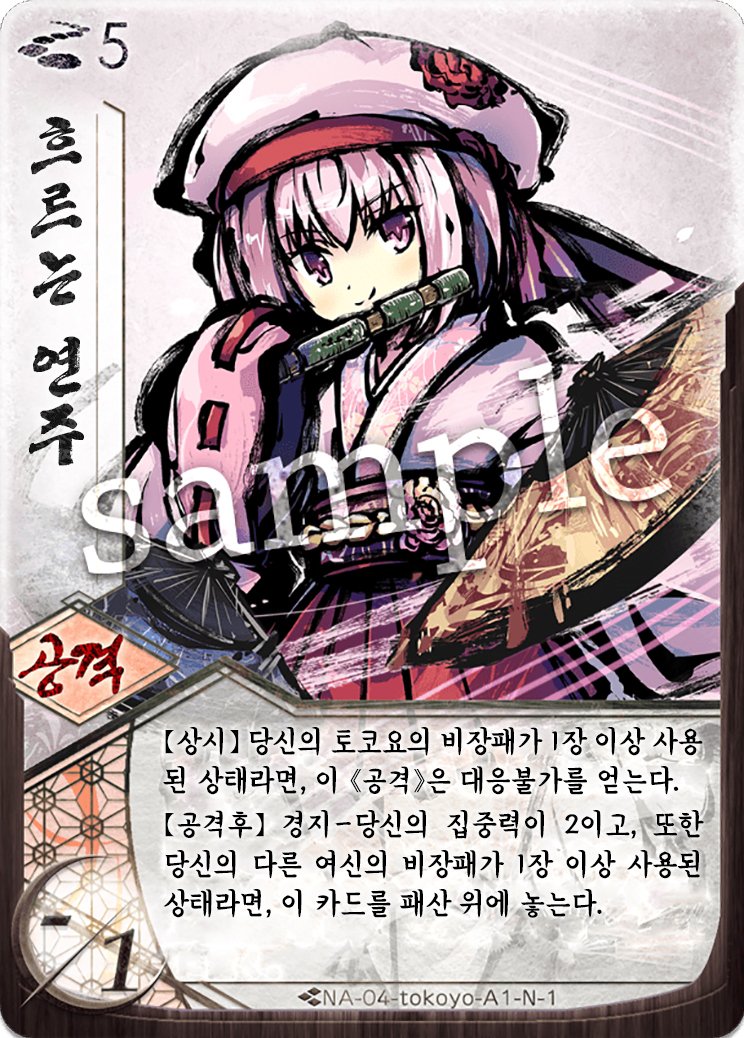 5
흐르는 연주
sample
공격
【상시】 당신의 토코요의 비장패가 1장 이상 사용
된 상태라면, 이 《공격》은 대응불가를 얻는다.
【공격후】 경지-당신의 집중력이 2이고, 또한
당신의 다른 여신의 비장패가 1장 이상 사용된
상태라면, 이 카드를 패산 위에 놓는다.
-/1
NA-04-tokoyo-A1-N-1